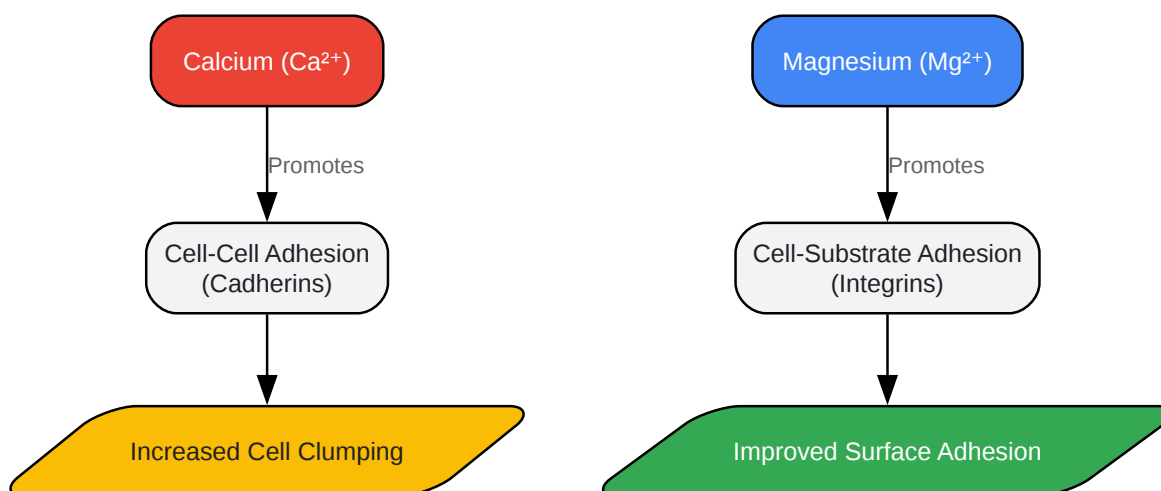 Calcium (Ca²⁺)
Magnesium (Mg²⁺)
Promotes
Promotes
Cell-Cell Adhesion
(Cadherins)
Cell-Substrate Adhesion
(Integrins)
Increased Cell Clumping
Improved Surface Adhesion